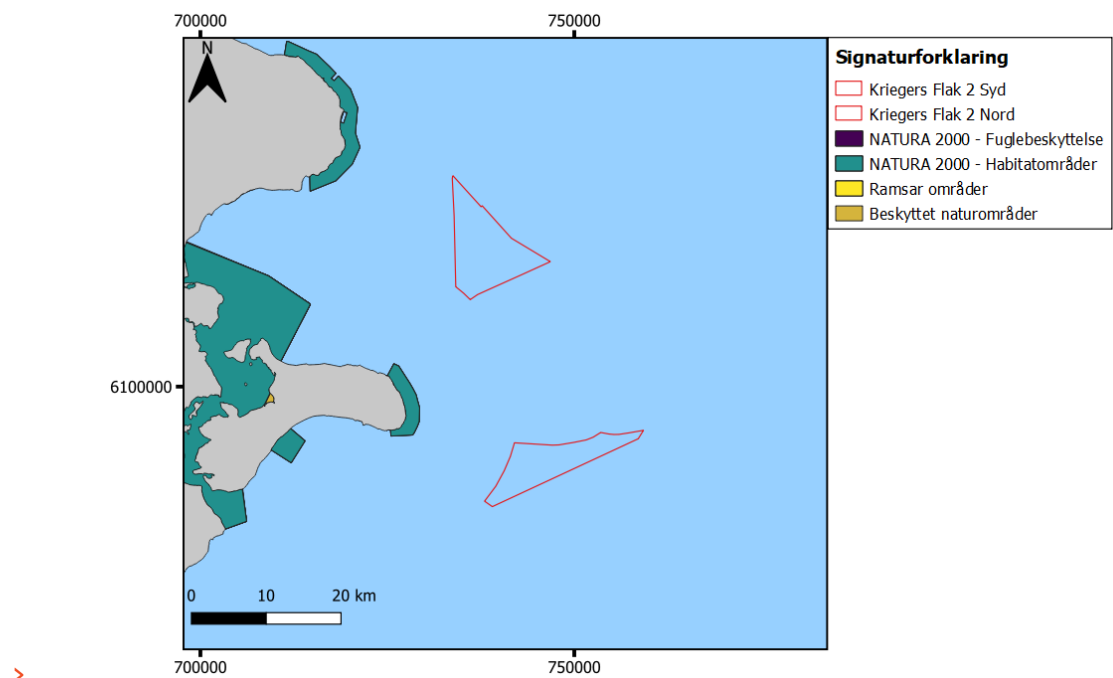 700000
750000
N
Signaturforklaring
Kriegers Flak 2 Syd
Kriegers Flak 2 Nord
NATURA 2000 - Fuglebeskyttelse
NATURA 2000 - Habitatområder
Ramsar områder
Beskyttet naturområder
6100000
0 10 20 km
700000
750000